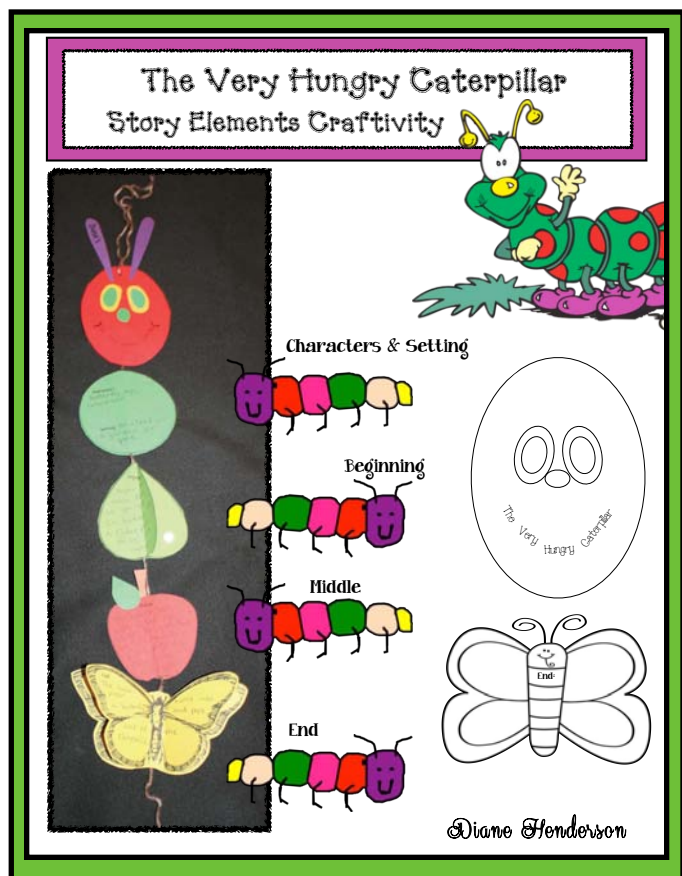 The Very Hungry Caterpillar
Story Elements Craftivity
Characters & Setting
Beginning
Middle
End
The Very Hungry Caterpillar
End:
Diane Henderson